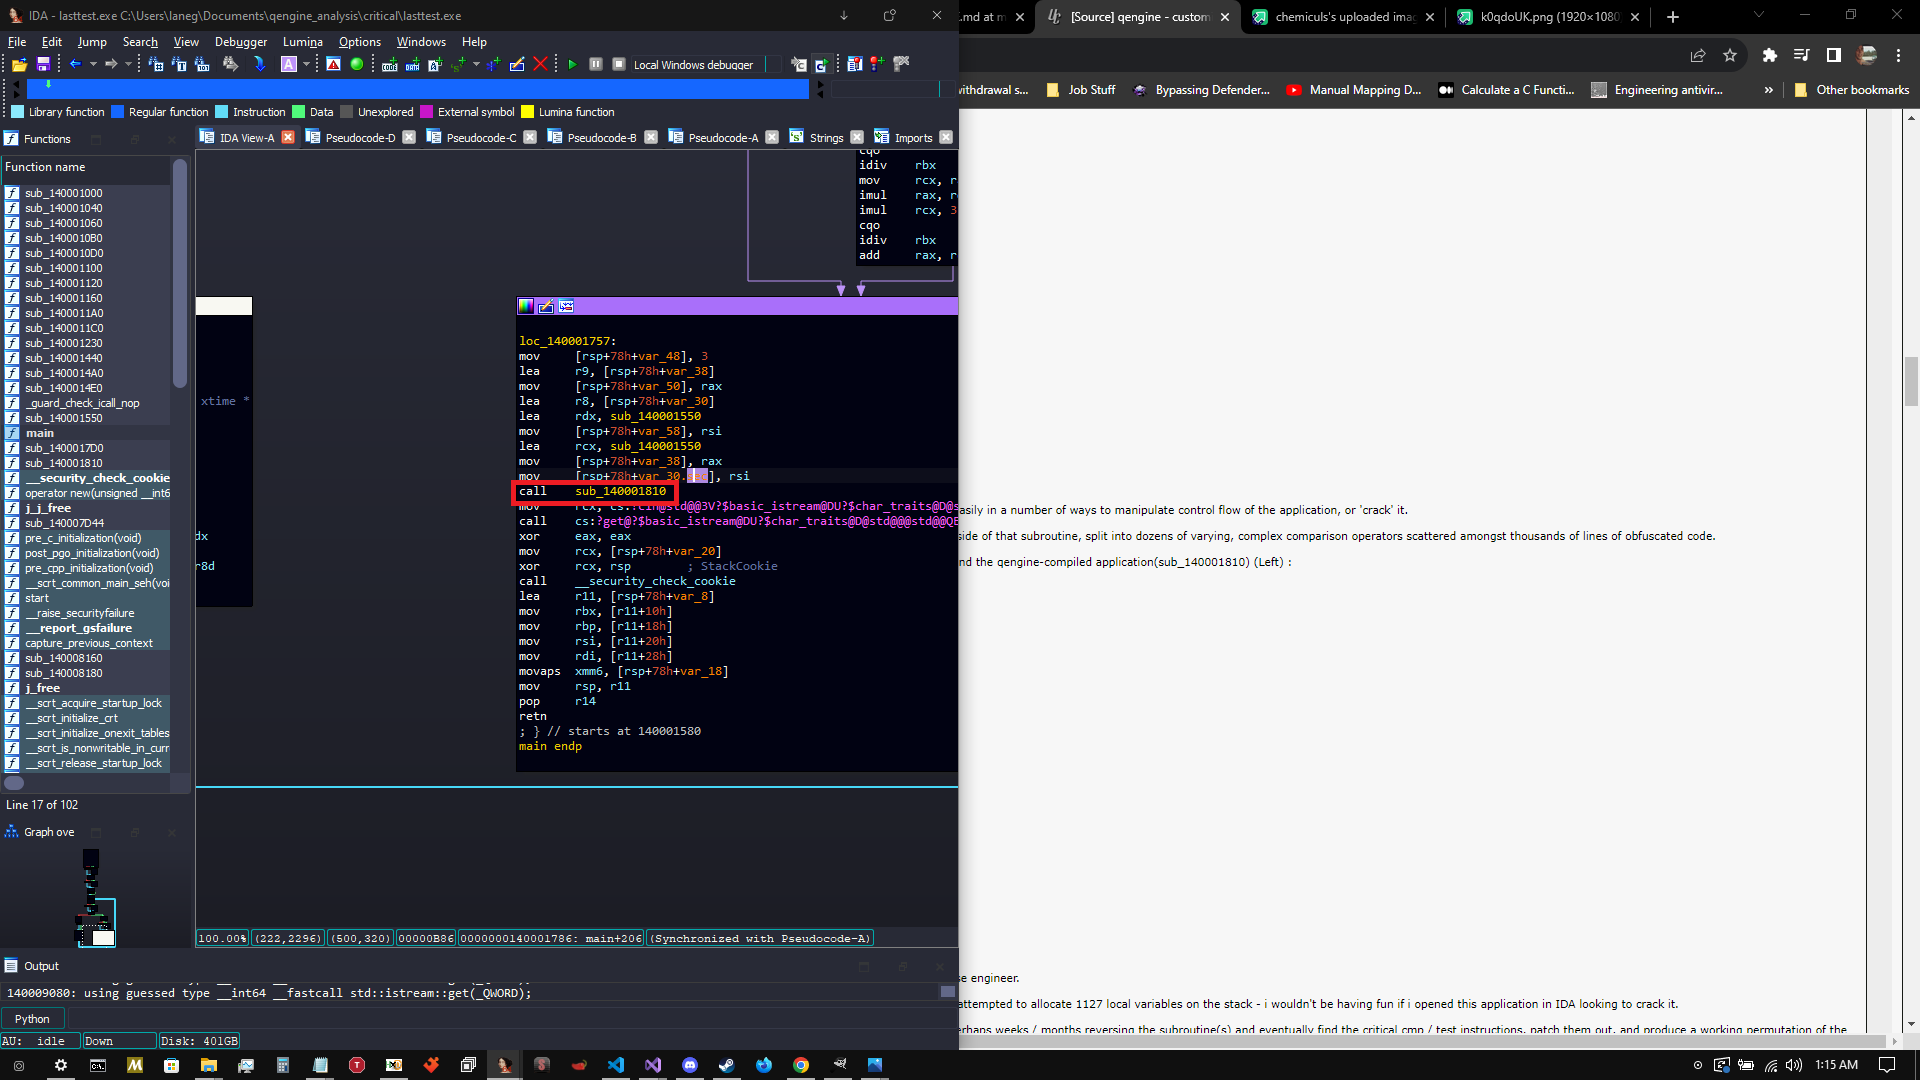 IDA - lasttest.exe C:\Users\laneg\Documents\qengine_analysis\critical\lasttest.exe
File Edit Jump Search View Debugger Lumina Options Windows Help
Local Windows debugger
Library function Regular function Instruction Data Unexplored External symbol Lumina function
Functions
IDA View-A Pseudocode-D Pseudocode-C Pseudocode-B Pseudocode-A Strings Imports
Function name
sub_140001000
sub_140001040
sub_140001060
sub_1400010B0
sub_1400010D0
sub_140001100
sub_140001120
sub_140001160
sub_1400011A0
sub_1400011C0
sub_140001230
sub_140001440
sub_1400014A0
sub_1400014E0
_guard_check_icall_nop
sub_140001550
main
sub_1400017D0
sub_140001810
__security_check_cookie
operator new(unsigned __int6
j_j_free
sub_140007D44
pre_c_initialization(void)
post_pgo_initialization(void)
pre_cpp_initialization(void)
__scrt_common_main_seh(voi
start
__raise_securityfailure
__report_gsfailure
capture_previous_context
sub_140008160
sub_140008180
j_free
__scrt_acquire_startup_lock
__scrt_initialize_crt
__scrt_initialize_onexit_tables
__scrt_is_nonwritable_in_curr
__scrt_release_startup_lock
Line 17 of 102
Graph ove
xtime *
dx
r8d
cqo
idiv rbx
mov rcx, r
imul rax, r
imul rcx, 3
cqo
idiv rbx
add rax, r
loc_140001757:
mov [rsp+78h+var_48], 3
lea r9, [rsp+78h+var_38]
mov [rsp+78h+var_50], rax
lea r8, [rsp+78h+var_30]
lea rdx, sub_140001550
mov [rsp+78h+var_58], rsi
lea rcx, sub_140001550
mov [rsp+78h+var_38], rax
mov [rsp+78h+var_30. ], rsi
call sub_140001810
mov rcx, cs:?cin@std@@3V?$basic_istream@DU?$char_traits@D@s
call cs:?get@?$basic_istream@DU?$char_traits@D@std@@@std@@QE
xor eax, eax
mov rcx, [rsp+78h+var_20]
xor rcx, rsp ; StackCookie
call __security_check_cookie
lea r11, [rsp+78h+var_8]
mov rbx, [r11+10h]
mov rbp, [r11+18h]
mov rsi, [r11+20h]
mov rdi, [r11+28h]
movaps xmm6, [rsp+78h+var_18]
mov rsp, r11
pop r14
retn
; } // starts at 140001580
main endp
100.00% (222,2296) (500,320) 00000B86 0000000140001786: main+206 (Synchronized with Pseudocode-A)
Output
140009080: using guessed type __int64 __fastcall std::istream::get(_QWORD);
Python
AU: idle Down Disk: 401GB
.md at m [Source] qengine - custom chemiculs's uploaded ima k0qdoUK.png (1920×1080
withdrawal s... Job Stuff Bypassing Defender... Manual Mapping D... Calculate a C Functi... Engineering antivir... » Other bookmarks
asily in a number of ways to manipulate control flow of the application, or 'crack' it.
side of that subroutine, split into dozens of varying, complex comparison operators scattered amongst thousands of lines of obfuscated code.
nd the qengine-compiled application(sub_140001810) (Left) :
se engineer.
attempted to allocate 1127 local variables on the stack - i wouldn't be having fun if i opened this application in IDA looking to crack it.
erhaps weeks / months reversing the subroutine(s) and eventually find the critical cmp / test instructions, patch them out, and produce a working permutation of the
1:15 AM